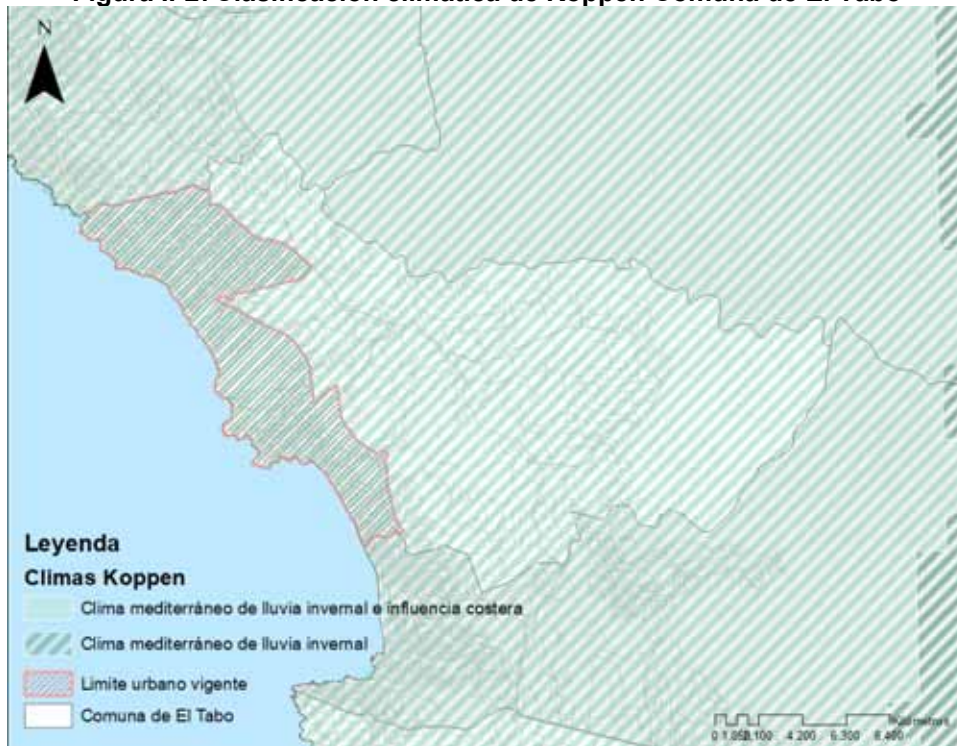 Figura I. 2. Clasificación climática de Koppen Comuna de El Tabo
N
Leyenda
Climas Koppen
Clima mediterráneo de lluvia invernal e influencia costera
Clima mediterráneo de lluvia invernal
Limite urbano vigente
Comuna de El Tabo
4.200 6.300 8.400